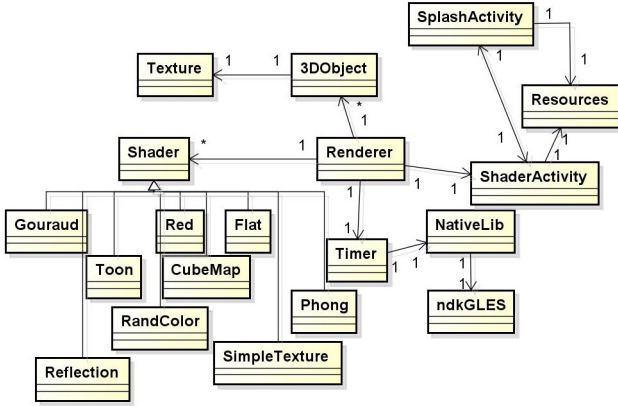 SplashActivity
1
1
Texture
1
1
3DObject
Resources
*
1
1
1
1
Shader
*
1
Renderer
1
1
ShaderActivity
1
1
Gouraud
Red
Flat
Timer
1
1
NativeLib
Toon
CubeMap
1
1
Phong
ndkGLES
RandColor
SimpleTexture
Reflection